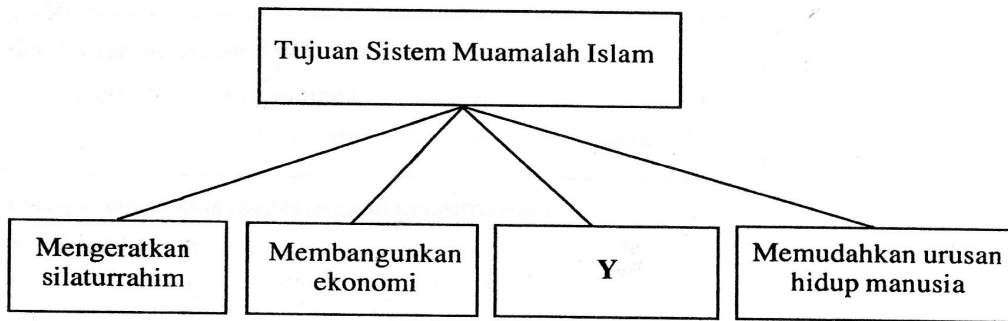 Tujuan Sistem Muamalah Islam
Mengeratkan
silaturrahim
Membangunkan
ekonomi
Y
Memudahkan urusan
hidup manusia